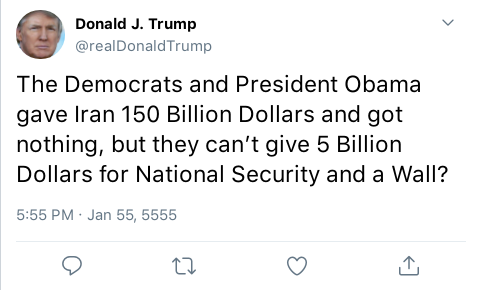 Donald J. Trump
@realDonaldTrump
The Democrats and President Obama
gave Iran 150 Billion Dollars and got
nothing, but they can’t give 5 Billion
Dollars for National Security and a Wall?
5:55 PM · Jan 55, 5555